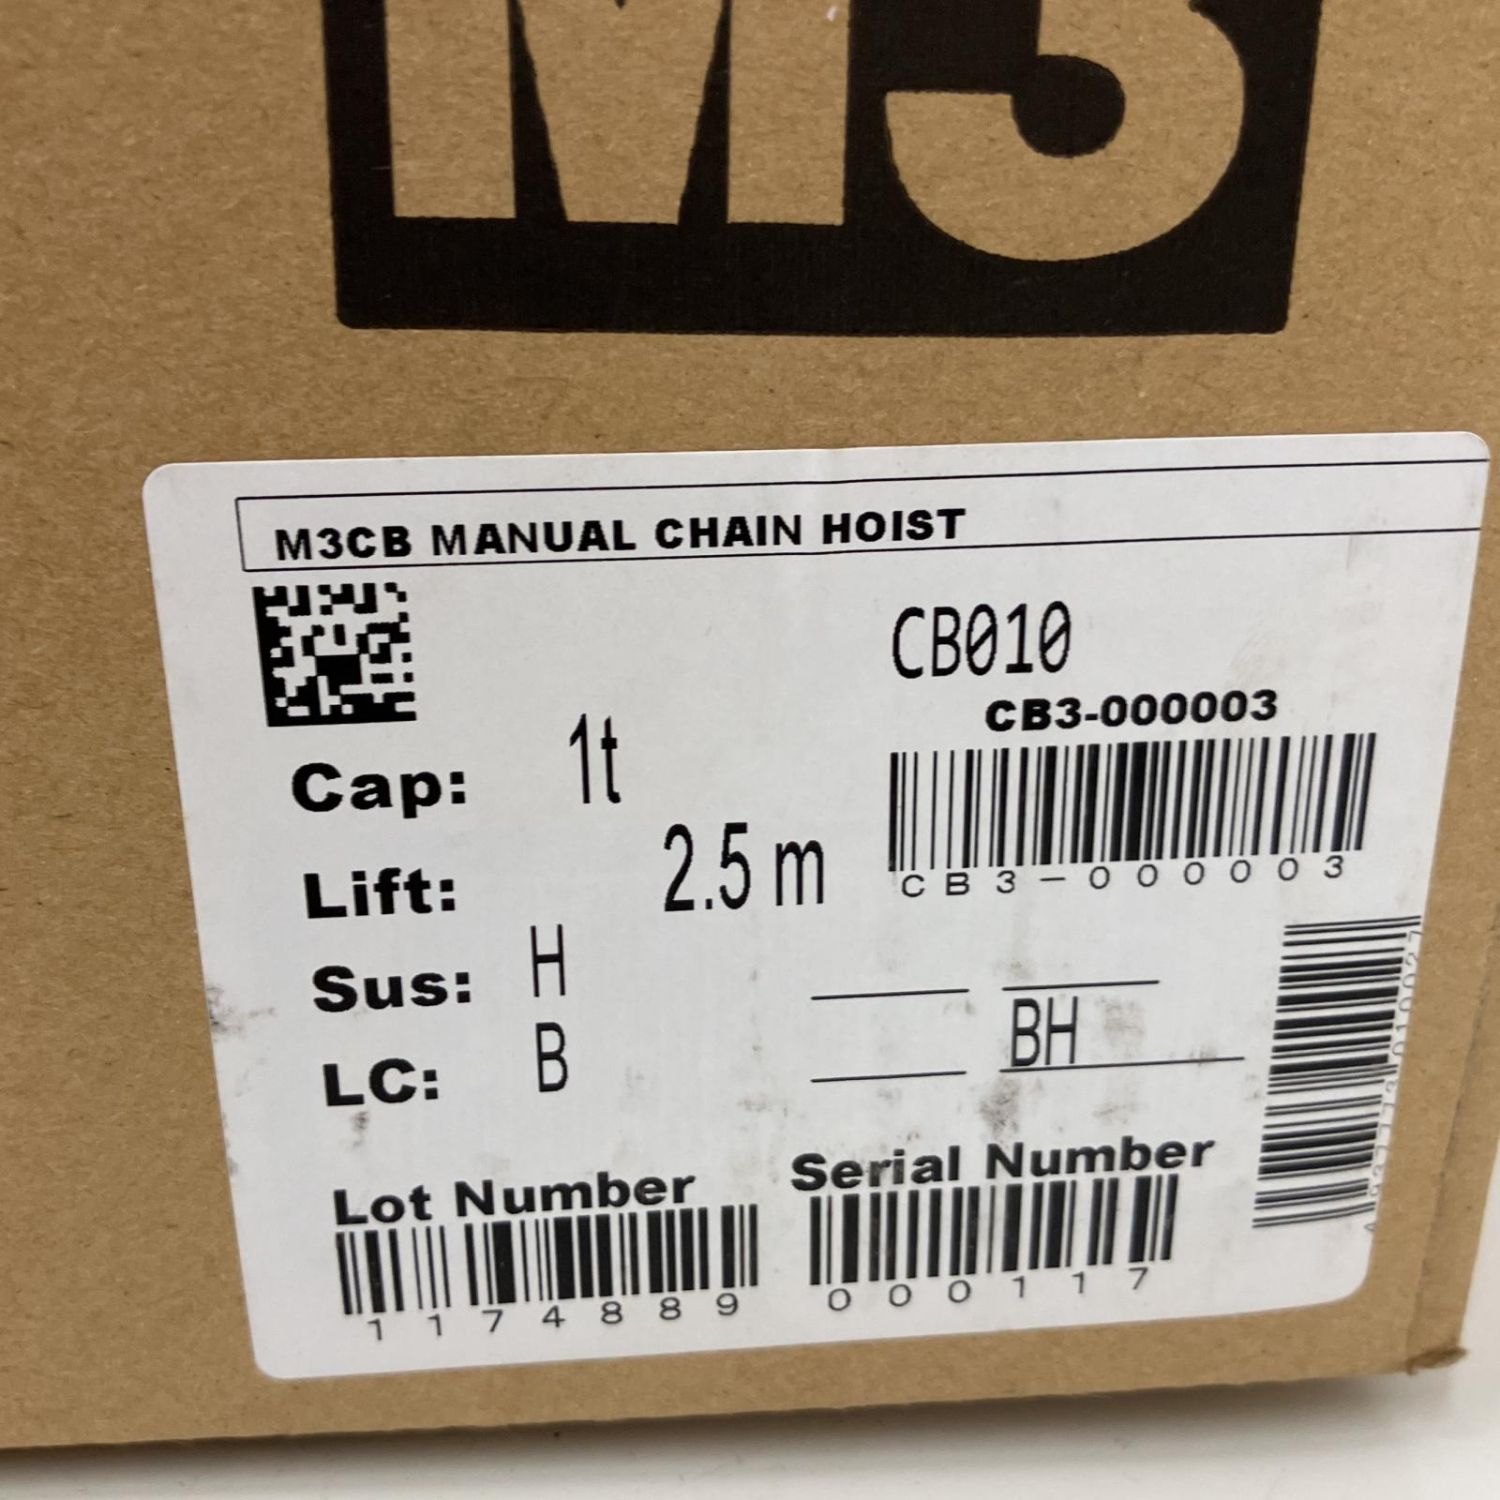 M3
M3CB MANUAL CHAIN HOIST
CB010
CB3-000003
CB3-000003
Cap: 1t
Lift: 2.5 m
Sus: H
LC: B
BH
Lot Number
1174889
Serial Number
000117